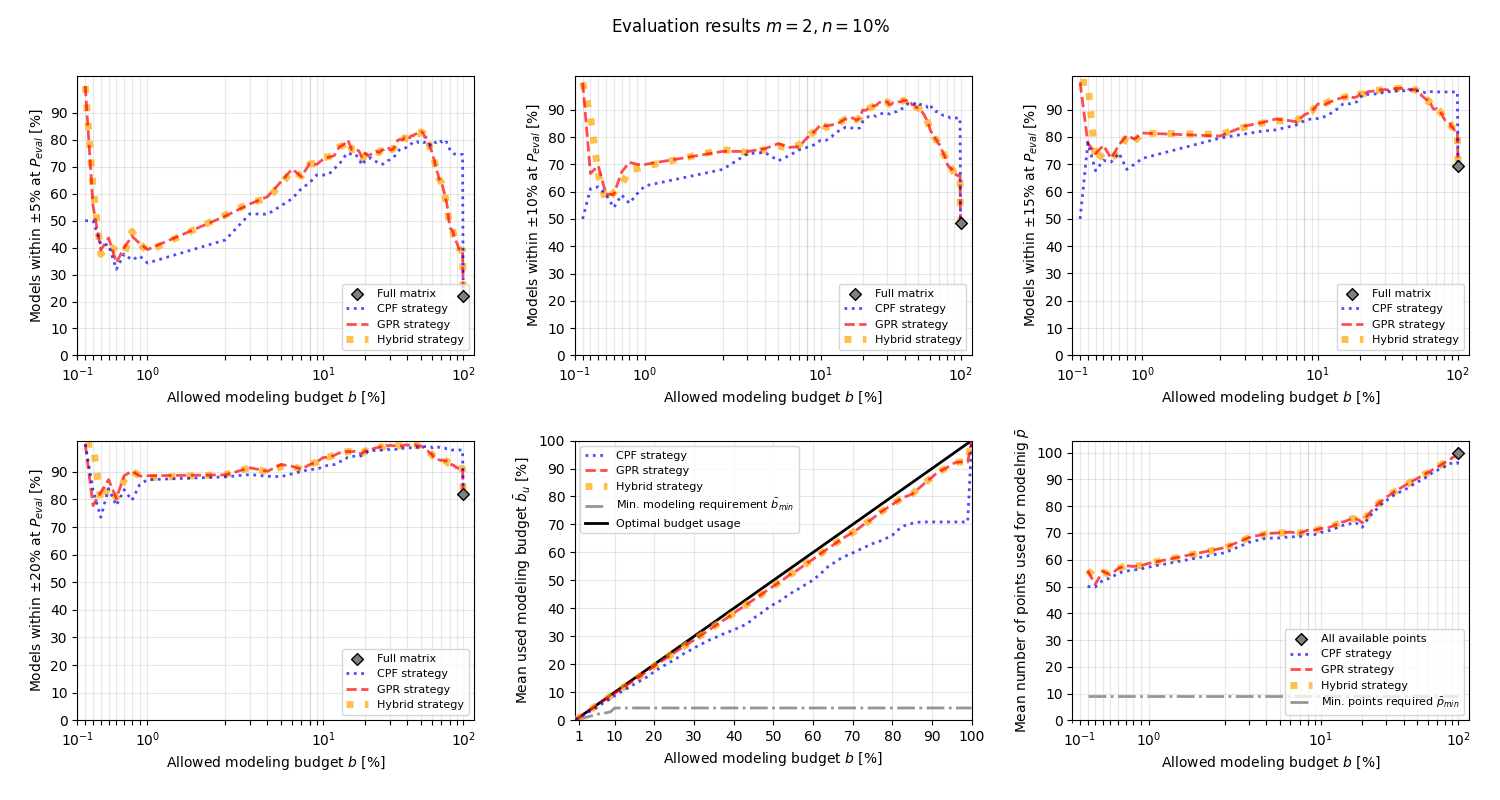 Evaluation results m = 2, n = 10%
Models within ±5% at P_eval [%]
90
80
70
60
50
40
30
20
10
0
10^-1
10^0
10^1
10^2
Allowed modeling budget b [%]
Full matrix
CPF strategy
GPR strategy
Hybrid strategy
Models within ±10% at P_eval [%]
90
80
70
60
50
40
30
20
10
0
10^-1
10^0
10^1
10^2
Allowed modeling budget b [%]
Full matrix
CPF strategy
GPR strategy
Hybrid strategy
Models within ±15% at P_eval [%]
90
80
70
60
50
40
30
20
10
0
10^-1
10^0
10^1
10^2
Allowed modeling budget b [%]
Full matrix
CPF strategy
GPR strategy
Hybrid strategy
Models within ±20% at P_eval [%]
90
80
70
60
50
40
30
20
10
0
10^-1
10^0
10^1
10^2
Allowed modeling budget b [%]
Full matrix
CPF strategy
GPR strategy
Hybrid strategy
Mean used modeling budget b̄_u [%]
100
90
80
70
60
50
40
30
20
10
0
1 10 20 30 40 50 60 70 80 90 100
Allowed modeling budget b [%]
CPF strategy
GPR strategy
Hybrid strategy
Min. modeling requirement b̄_min
Optimal budget usage
Mean number of points used for modelnig p̄
100
90
80
70
60
50
40
30
20
10
0
10^-1
10^0
10^1
10^2
Allowed modeling budget b [%]
All available points
CPF strategy
GPR strategy
Hybrid strategy
Min. points required p̄_min